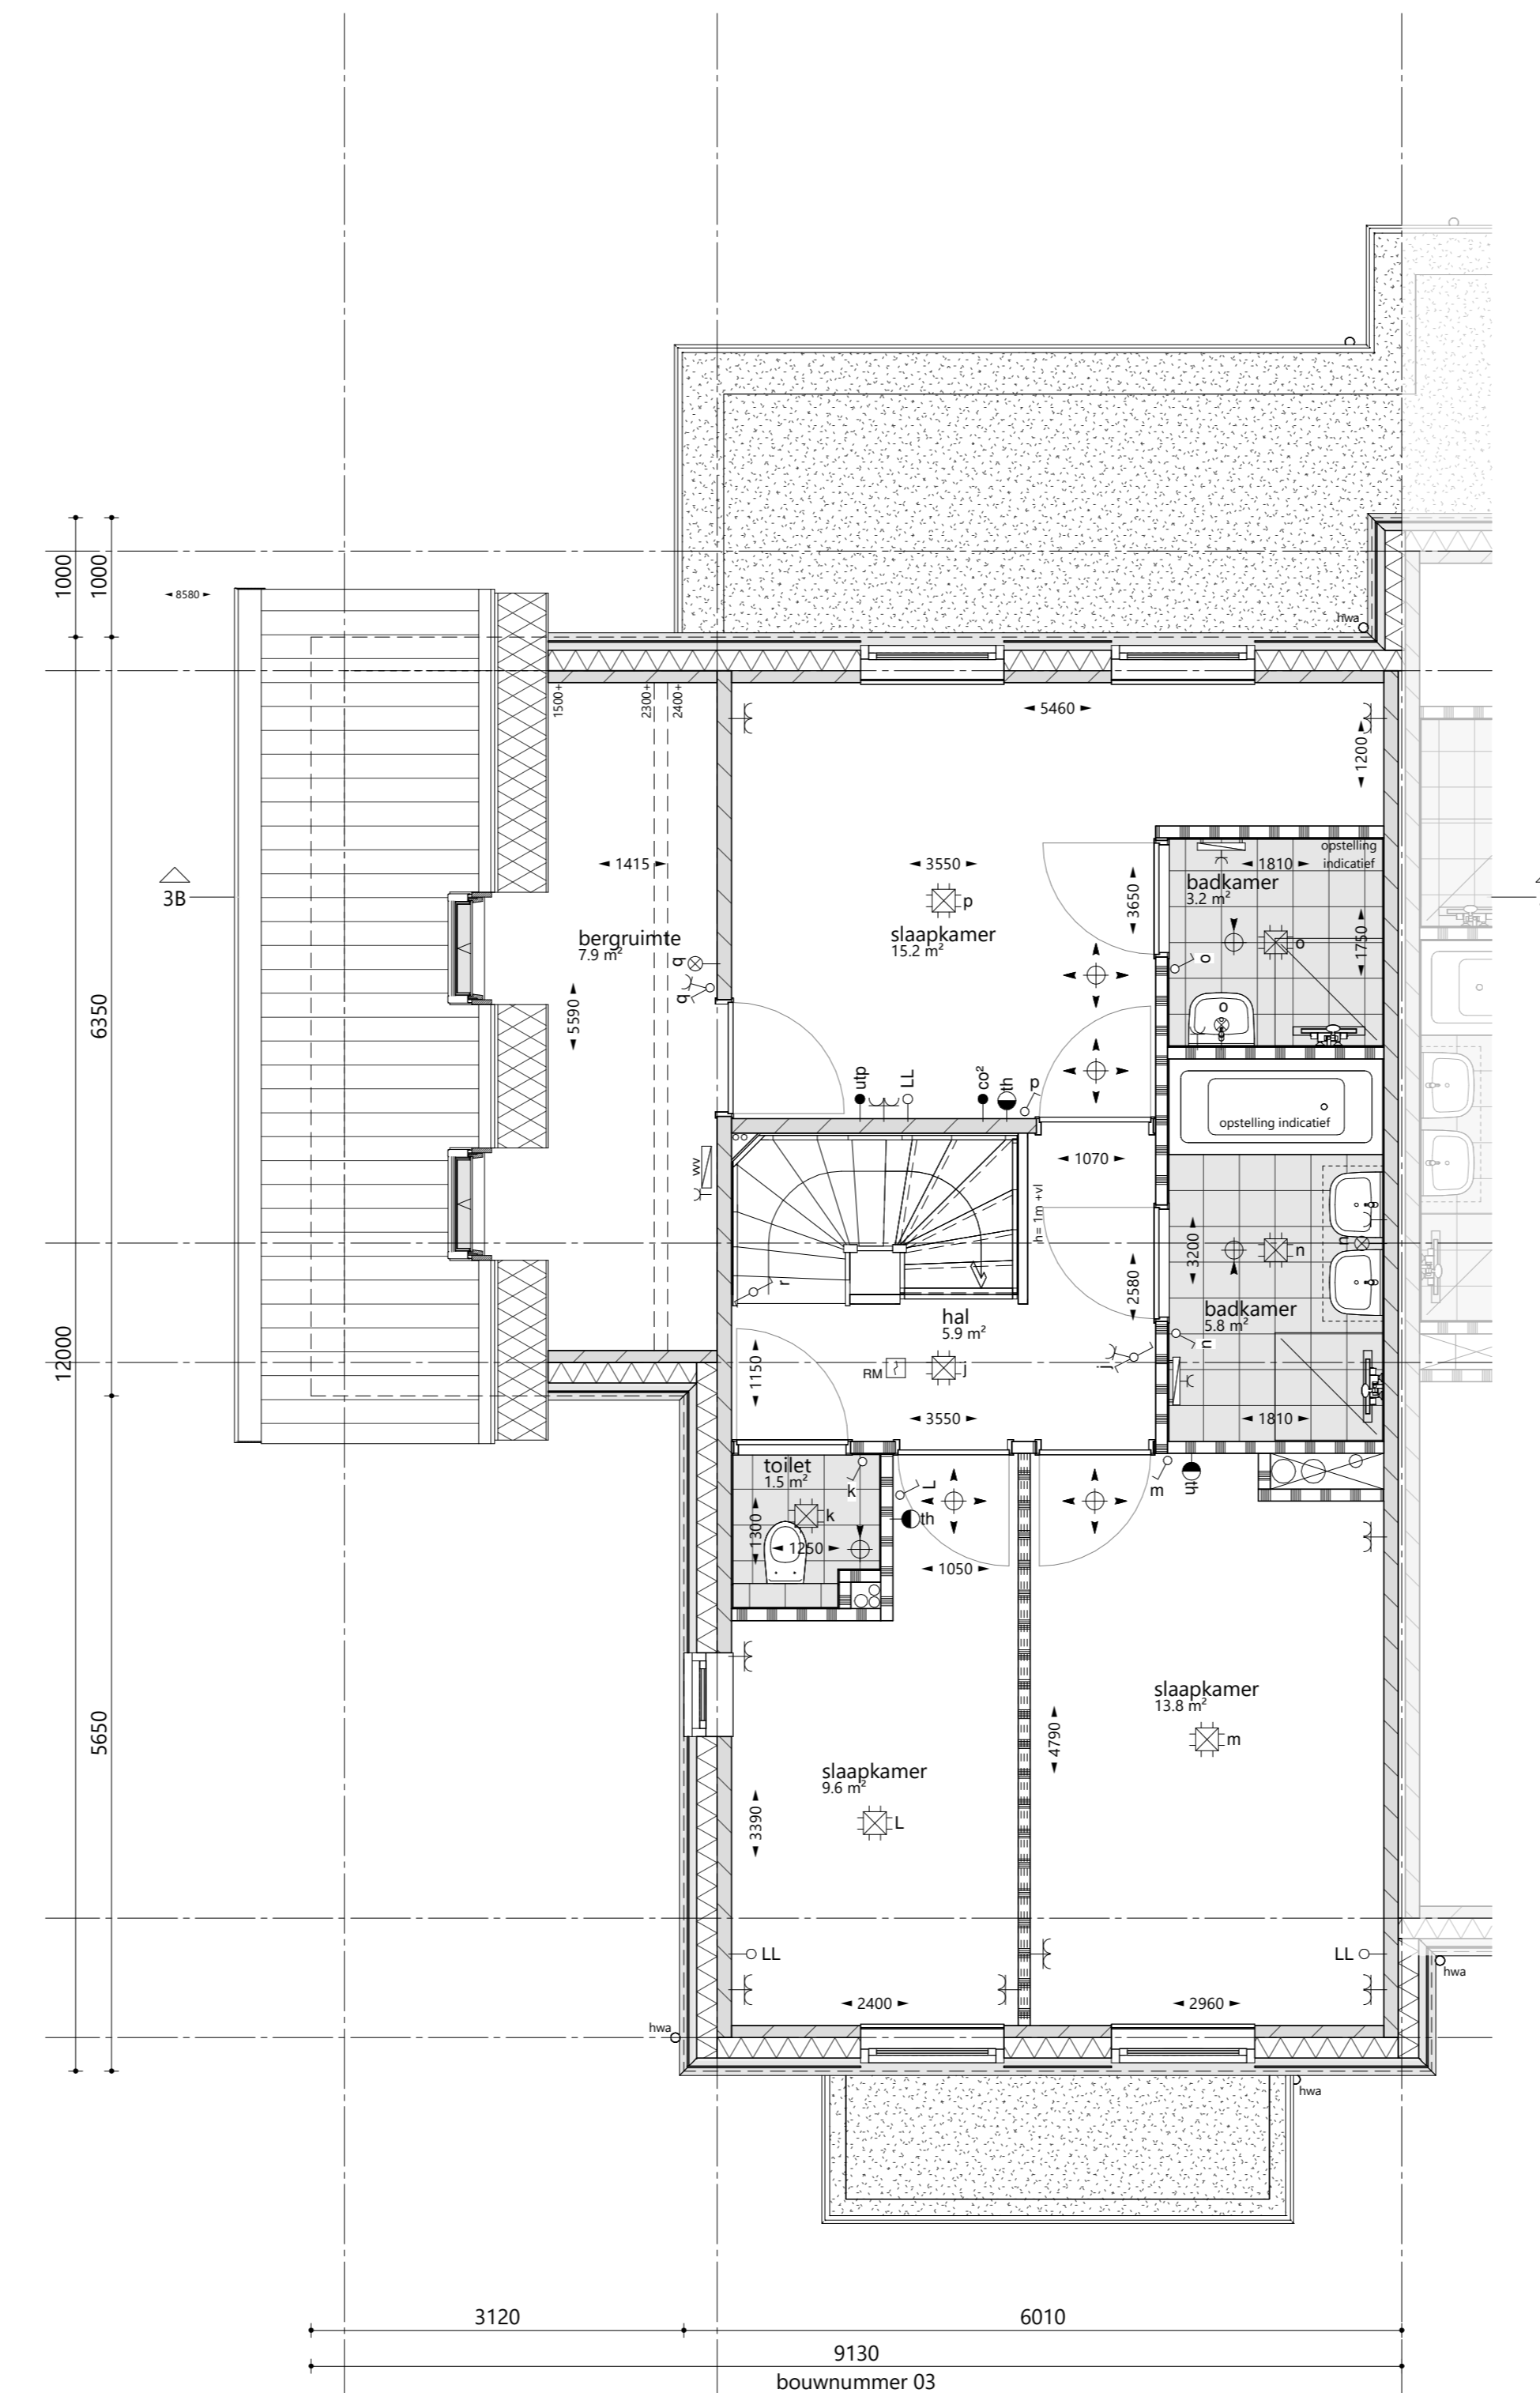 1000
1000
8580
hwa
1500+
2300+
2400+
5460
1200
3B
1415
3550
1810
opstelling
indicatief
badkamer
3.2 m²
p
3650
bergruimte
7.9 m²
slaapkamer
15.2 m²
o
1750
q
q
o
o
6350
5590
utp
LL
co²
th
p
opstelling indicatief
wv
1070
h= 1m +vl
3200
n
n
r
2580
badkamer
5.8 m²
hal
5.9 m²
n
12000
1150
RM
j
j
3550
1810
toilet
1.5 m²
k
k
L
th
m
th
1300
1250
1050
slaapkamer
13.8 m²
m
4790
5650
slaapkamer
9.6 m²
L
3390
LL
LL
hwa
2400
2960
hwa
hwa
3120
6010
9130
bouwnummer 03